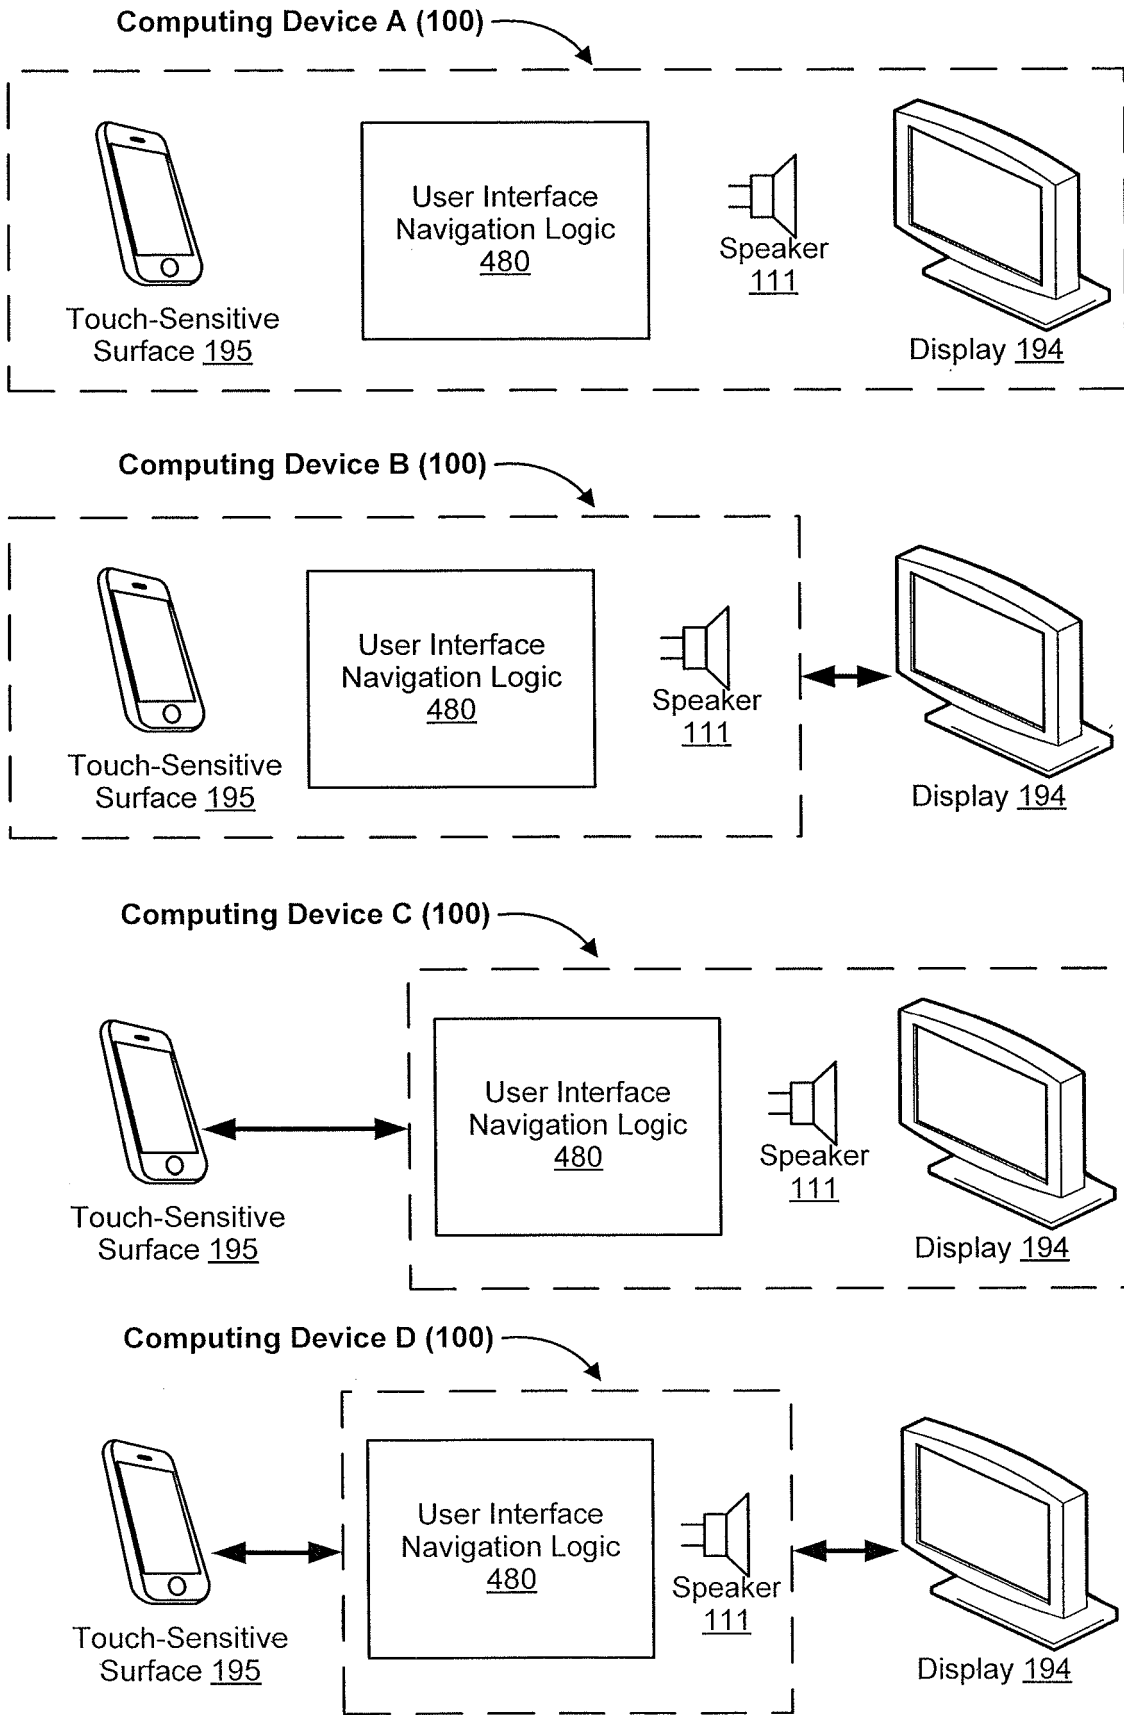 Computing Device A (100)
User Interface
Navigation Logic
480
Speaker
111
Touch-Sensitive
Surface 195
Display 194
Computing Device B (100)
User Interface
Navigation Logic
480
Speaker
111
Touch-Sensitive
Surface 195
Display 194
Computing Device C (100)
User Interface
Navigation Logic
480
Speaker
111
Touch-Sensitive
Surface 195
Display 194
Computing Device D (100)
User Interface
Navigation Logic
480
Speaker
111
Touch-Sensitive
Surface 195
Display 194